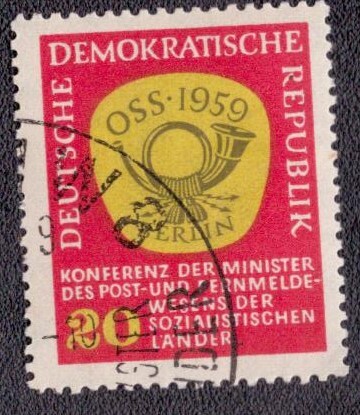 DEUTSCHE
DEMOKRATISCHE
REPUBLIK
OSS · 1959
BERLIN
KONFERENZ DER MINISTER
DES POST- UND FERNMELDE-
WESENS DER
20 SOZIALISTISCHEN
LÄNDER